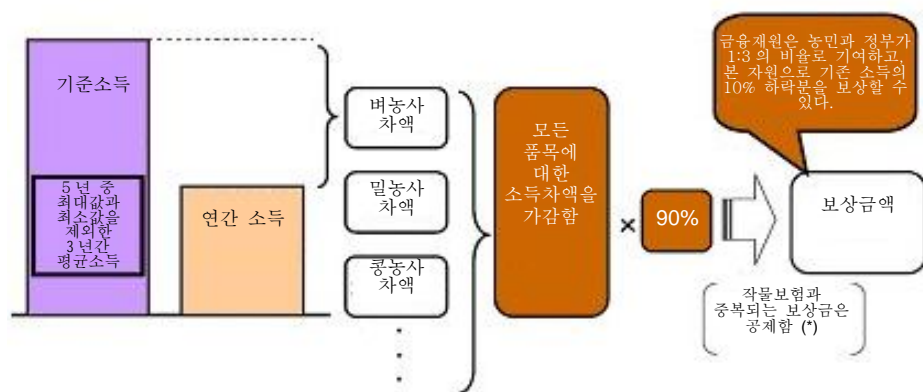 기준소득
5년 중
최대값과
최소값을
제외한
3년간
평균소득
연간 소득
벼농사
차액
밀농사
차액
콩농사
차액
모든
품목에
대한
소득차액을
가감함
×
90%
금융재원은 농민과 정부가
1:3 의 비율로 기여하고,
본 자원으로 기존 소득의
10% 하락분을 보상할 수
있다.
보상금액
작물보험과
중복되는 보상금은
공제함 (*)